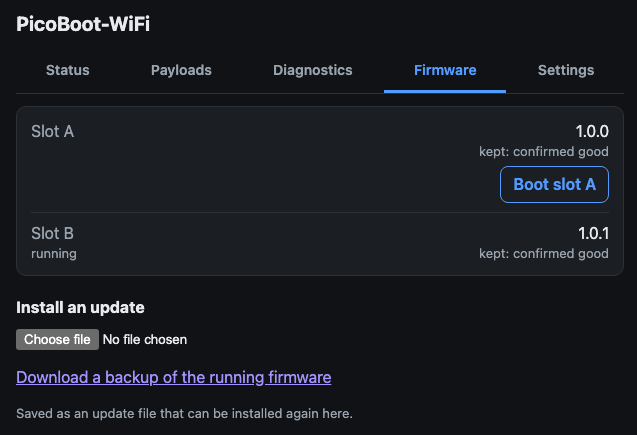 PicoBoot-WiFi
Status Payloads Diagnostics Firmware Settings
Slot A 1.0.0
kept: confirmed good
Boot slot A
Slot B 1.0.1
running kept: confirmed good
Install an update
Choose file No file chosen
Download a backup of the running firmware
Saved as an update file that can be installed again here.